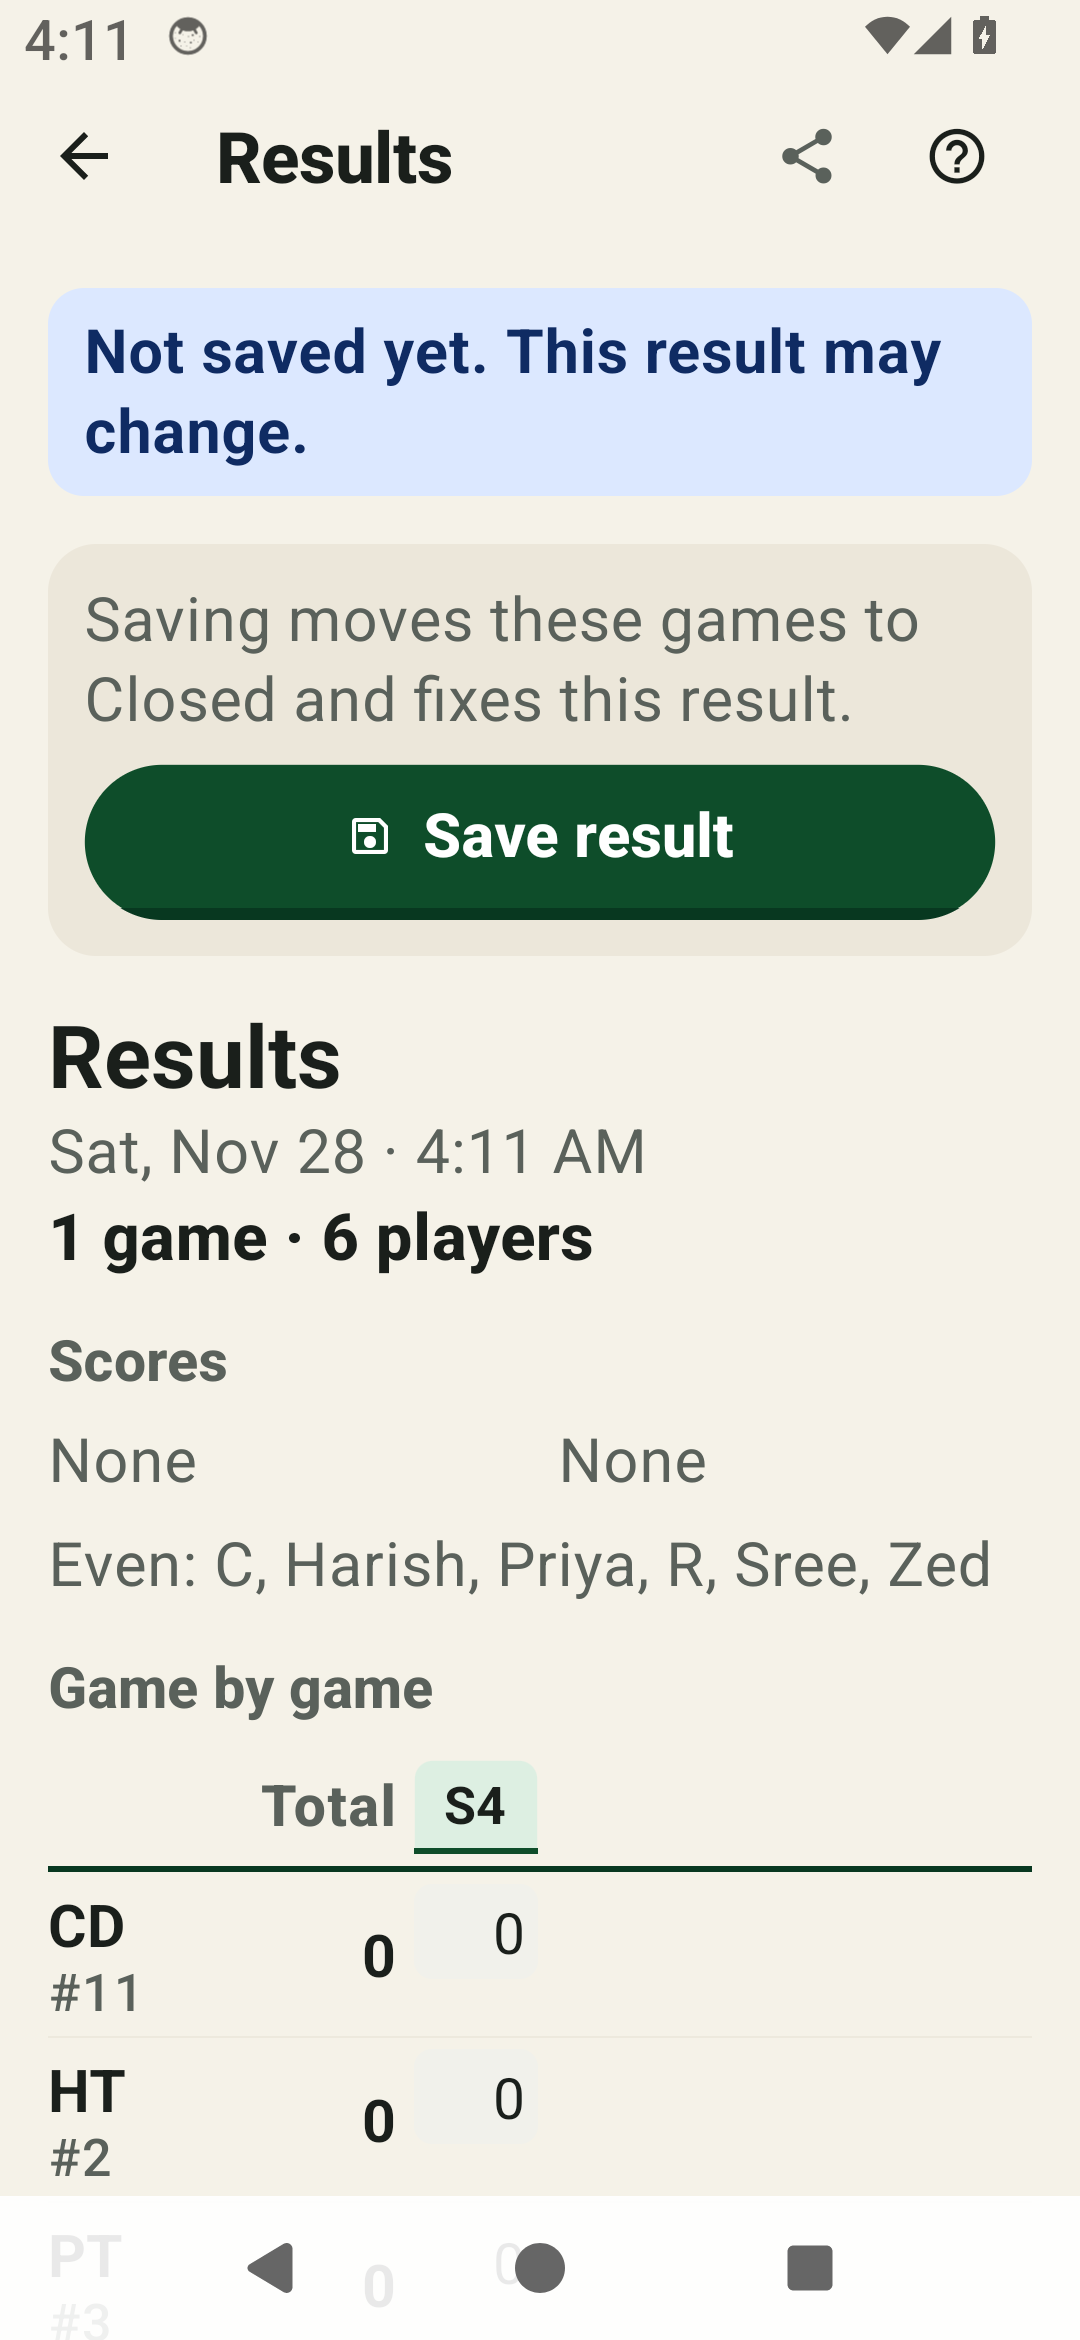 4:11
Results
Not saved yet. This result may
change.
Saving moves these games to
Closed and fixes this result.
Save result
Results
Sat, Nov 28 · 4:11 AM
1 game · 6 players
Scores
None None
Even: C, Harish, Priya, R, Sree, Zed
Game by game
Total S4
CD 0 0
#11
HT 0 0
#2
PT 0 0
#3